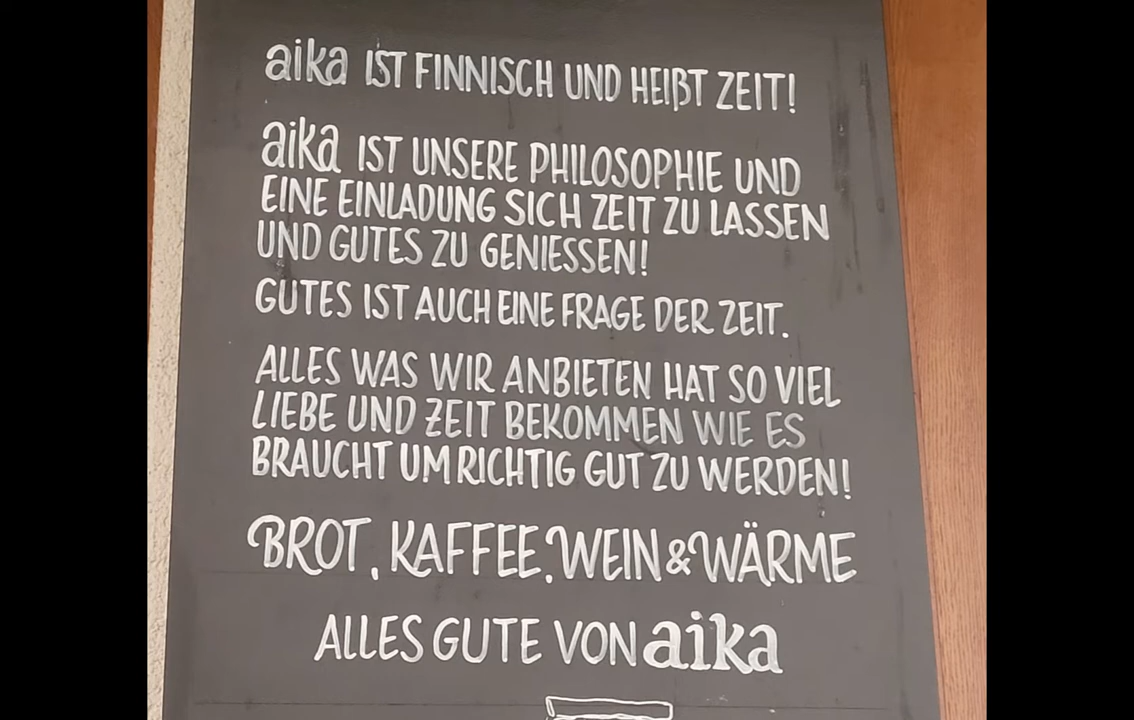 aika IST FINNISCH UND HEIßT ZEIT!
aika IST UNSERE PHILOSOPHIE UND
EINE EINLADUNG SICH ZEIT ZU LASSEN
UND GUTES ZU GENIESSEN!
GUTES IST AUCH EINE FRAGE DER ZEIT.
ALLES WAS WIR ANBIETEN HAT SO VIEL
LIEBE UND ZEIT BEKOMMEN WIE ES
BRAUCHT UM RICHTIG GUT ZU WERDEN!
BROT, KAFFEE, WEIN & WÄRME
ALLES GUTE VON aika